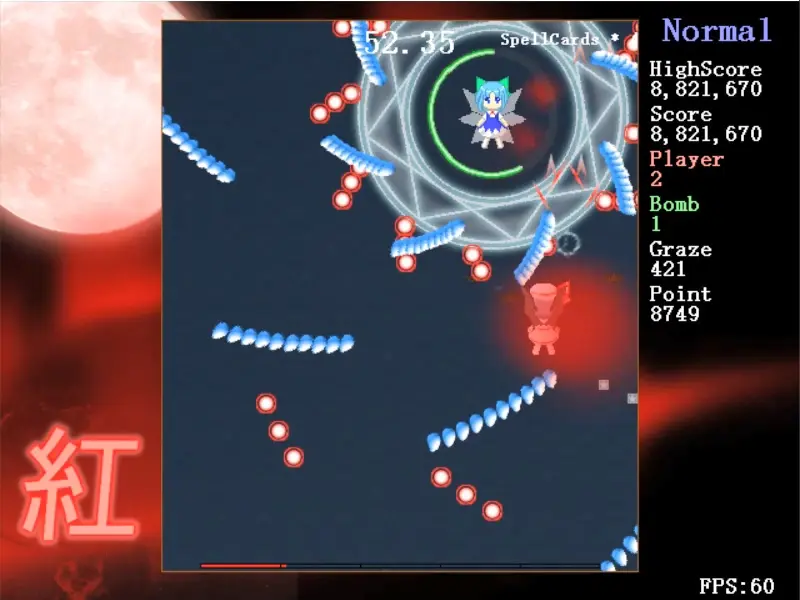 52.35
SpellCards *
Normal
HighScore
8,821,670
Score
8,821,670
Player
2
Bomb
1
Graze
421
Point
8749
紅
FPS:60